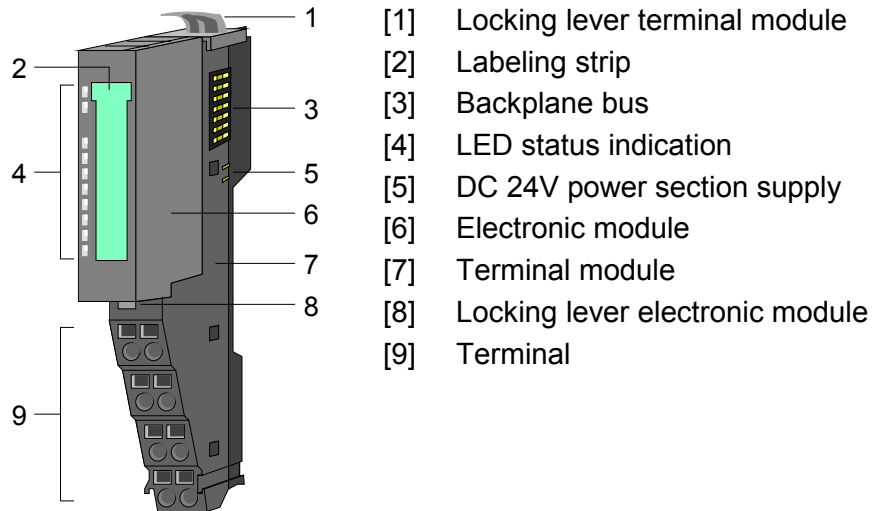 1
2
3
4
5
6
7
8
9
[1] Locking lever terminal module
[2] Labeling strip
[3] Backplane bus
[4] LED status indication
[5] DC 24V power section supply
[6] Electronic module
[7] Terminal module
[8] Locking lever electronic module
[9] Terminal